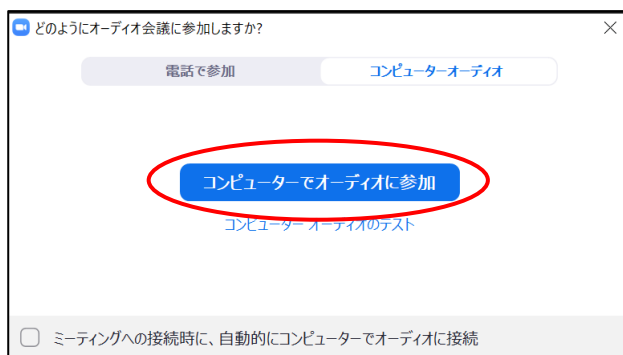 どのようにオーディオ会議に参加しますか?
電話で参加 コンピューターオーディオ
コンピューターでオーディオに参加
コンピューター オーディオのテスト
ミーティングへの接続時に、自動的にコンピューターでオーディオに接続